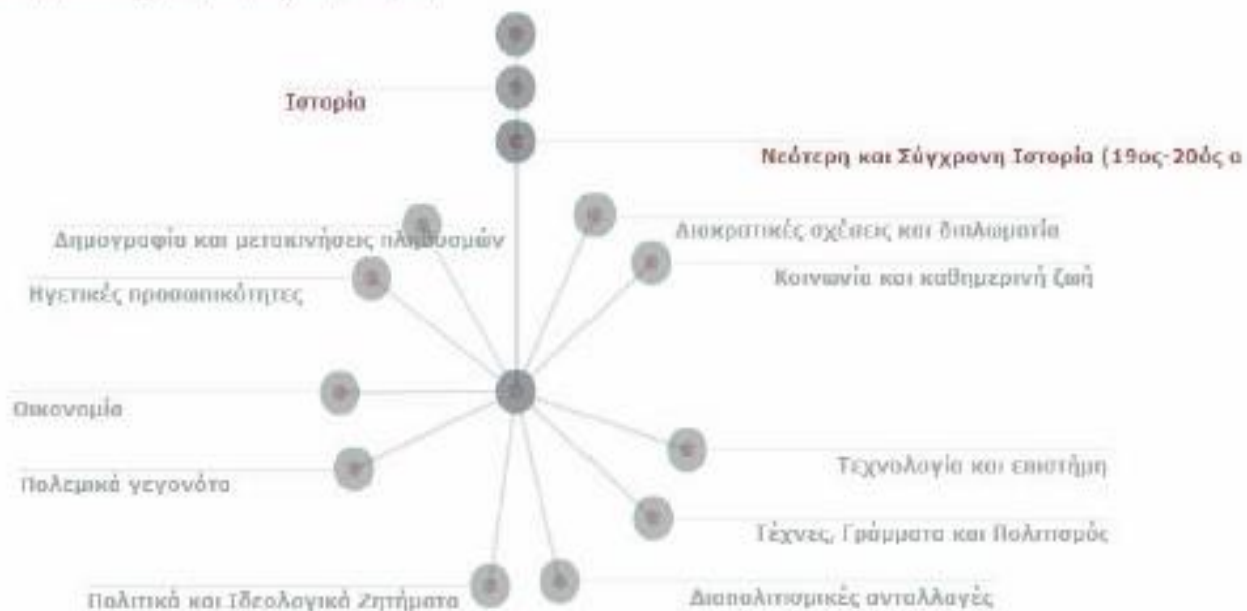 Ιστορία
Νεότερη και Σύγχρονη Ιστορία (19ος-20ός α
Δημογραφία και μετακινήσεις πληθυσμών
Διακρατικές σχέσεις και διπλωματία
Ηγετικές προσωπικότητες
Κοινωνία και καθημερινή ζωή
Οικονομία
Τεχνολογία και επιστήμη
Πολεμικά γεγονότα
Τέχνες, Γράμματα και Πολιτισμός
Πολιτικά και Ιδεολογικά Ζητήματα
Διαπολιτισμικές ανταλλαγές